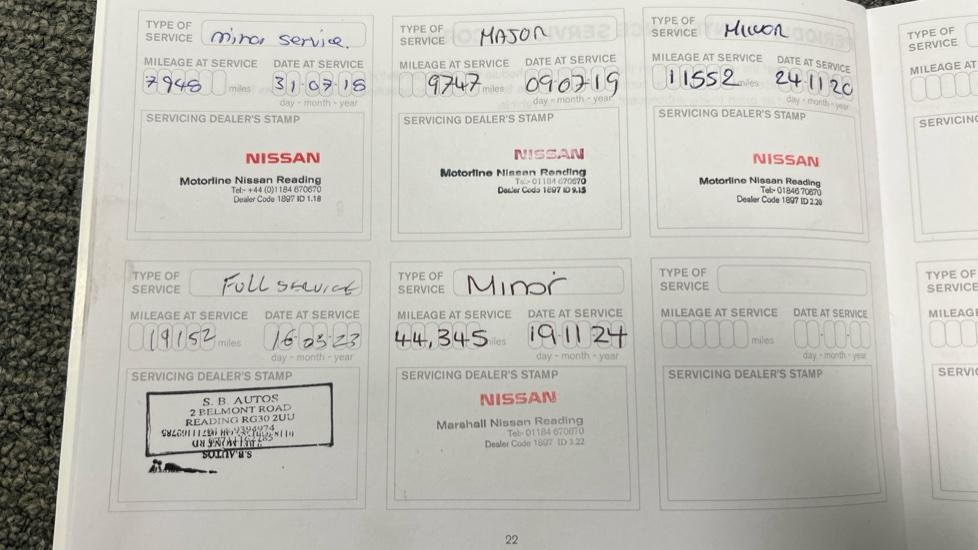 TYPE OF SERVICE minor service.
MILEAGE AT SERVICE DATE AT SERVICE
7948 miles 31-07-18
day - month - year
SERVICING DEALER'S STAMP
NISSAN
Motorline Nissan Reading
Tel:- +44 (0)1184 670670
Dealer Code 1897 ID 1.18
TYPE OF SERVICE MAJOR
MILEAGE AT SERVICE DATE AT SERVICE
9747 miles 09-07-19
day - month - year
SERVICING DEALER'S STAMP
NISSAN
Motorline Nissan Reading
Tel:- 01184 670670
Dealer Code 1897 ID 9.15
TYPE OF SERVICE MINOR
MILEAGE AT SERVICE DATE AT SERVICE
11552 miles 24-11-20
day - month - year
SERVICING DEALER'S STAMP
NISSAN
Motorline Nissan Reading
Tel:- 01846 70670
Dealer Code 1897 ID 2.20
TYPE OF SERVICE
MILEAGE AT
SERVICING
TYPE OF SERVICE FULL SERVICE
MILEAGE AT SERVICE DATE AT SERVICE
19152 miles 16-03-23
day - month - year
SERVICING DEALER'S STAMP
S. B. AUTOS
2 BELMONT ROAD
READING RG30 2UU
2 BELMONT RD
S.B.AUTOS
TYPE OF SERVICE Minor
MILEAGE AT SERVICE DATE AT SERVICE
44,345 miles 19-11-24
day - month - year
SERVICING DEALER'S STAMP
NISSAN
Marshall Nissan Reading
Tel:- 01184 670670
Dealer Code 1897 ID 3.22
TYPE OF SERVICE
MILEAGE AT SERVICE DATE AT SERVICE
miles
day - month - year
SERVICING DEALER'S STAMP
TYPE OF SERVICE
22